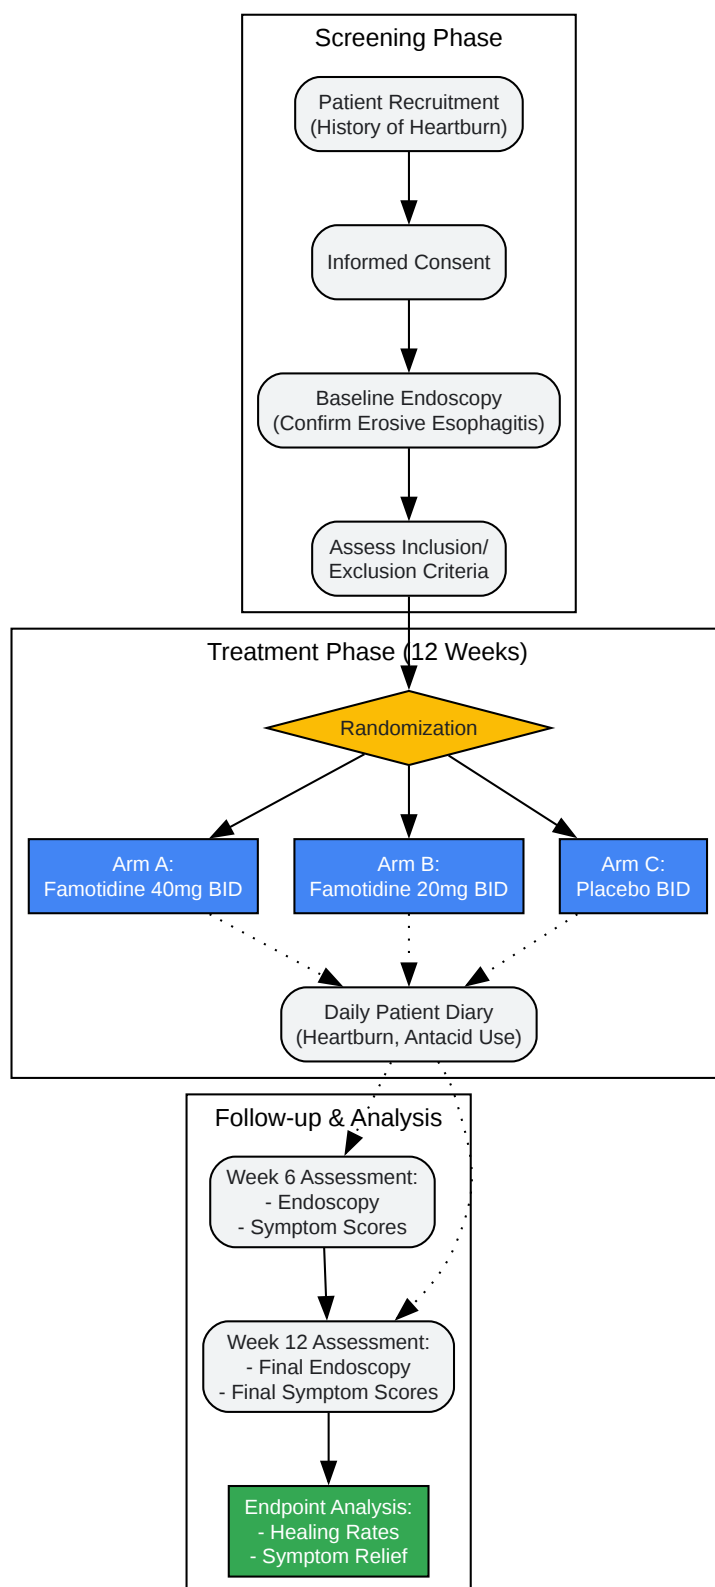 Screening Phase
Patient Recruitment
(History of Heartburn)
Informed Consent
Baseline Endoscopy
(Confirm Erosive Esophagitis)
Assess Inclusion/
Exclusion Criteria
Treatment Phase (12 Weeks)
Randomization
Arm A:
Famotidine 40mg BID
Arm B:
Famotidine 20mg BID
Arm C:
Placebo BID
Daily Patient Diary
(Heartburn, Antacid Use)
Follow-up & Analysis
Week 6 Assessment:
- Endoscopy
- Symptom Scores
Week 12 Assessment:
- Final Endoscopy
- Final Symptom Scores
Endpoint Analysis:
- Healing Rates
- Symptom Relief